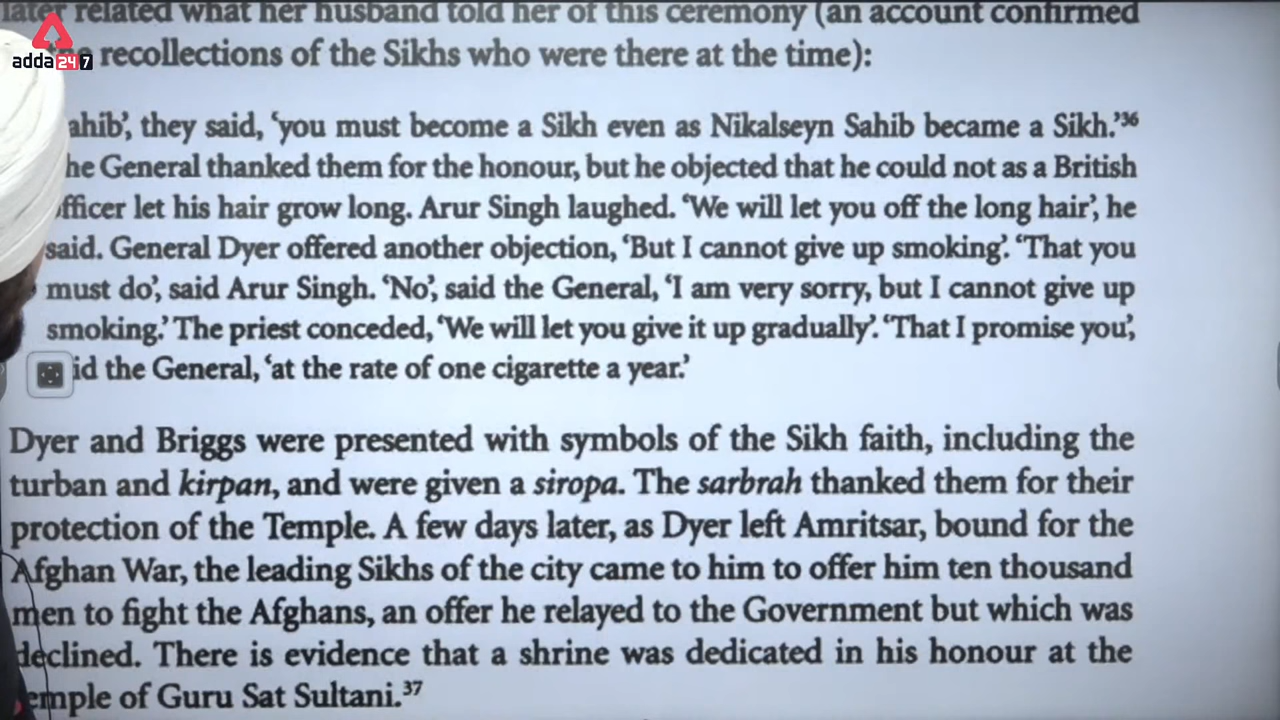 later related what her husband told her of this ceremony (an account confirmed
adda247
recollections of the Sikhs who were there at the time):
ahib', they said, 'you must become a Sikh even as Nikalseyn Sahib became a Sikh.'36
he General thanked them for the honour, but he objected that he could not as a British
fficer let his hair grow long. Arur Singh laughed. 'We will let you off the long hair', he
said. General Dyer offered another objection, 'But I cannot give up smoking'. 'That you
must do', said Arur Singh. 'No', said the General, 'I am very sorry, but I cannot give up
smoking.' The priest conceded, 'We will let you give it up gradually'. 'That I promise you',
id the General, 'at the rate of one cigarette a year.'
Dyer and Briggs were presented with symbols of the Sikh faith, including the
turban and kirpan, and were given a siropa. The sarbrah thanked them for their
protection of the Temple. A few days later, as Dyer left Amritsar, bound for the
Afghan War, the leading Sikhs of the city came to him to offer him ten thousand
men to fight the Afghans, an offer he relayed to the Government but which was
declined. There is evidence that a shrine was dedicated in his honour at the
emple of Guru Sat Sultani.37